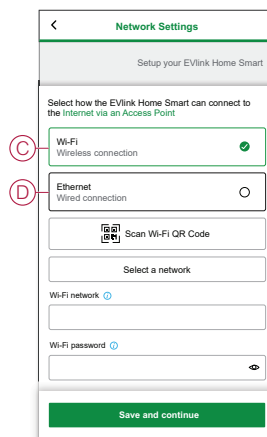 Network Settings
Setup your EVlink Home Smart
Select how the EVlink Home Smart can connect to
the Internet via an Access Point
C
Wi-Fi
Wireless connection
D
Ethernet
Wired connection
Scan Wi-Fi QR Code
Select a network
Wi-Fi network
Wi-Fi password
Save and continue